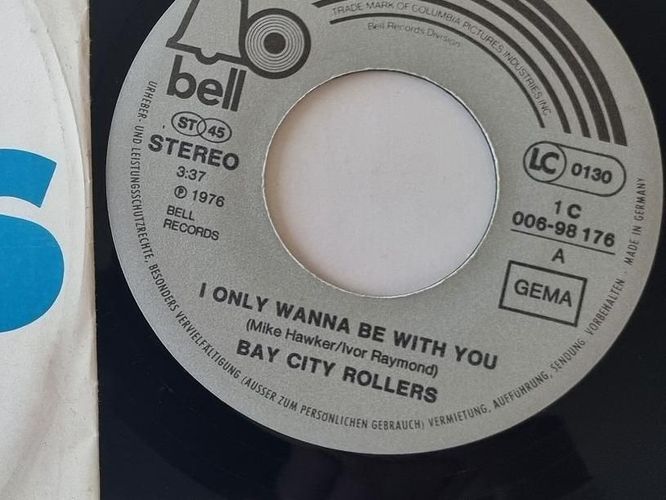 TRADE MARK OF COLUMBIA PICTURES INDUSTRIES INC.
Bell Records Division
bell
ST 45
STEREO
3:37
℗ 1976
BELL
RECORDS
LC 0130
1 C
006-98 176
A
GEMA
MADE IN GERMANY
I ONLY WANNA BE WITH YOU
(Mike Hawker/Ivor Raymond)
BAY CITY ROLLERS
URHEBER- UND LEISTUNGSSCHUTZRECHTE, BESONDERS VERVIELFÄLTIGUNG (AUSSER ZUM PERSÖNLICHEN GEBRAUCH) VERMIETUNG, AUFFÜHRUNG, SENDUNG VORBEHALTEN